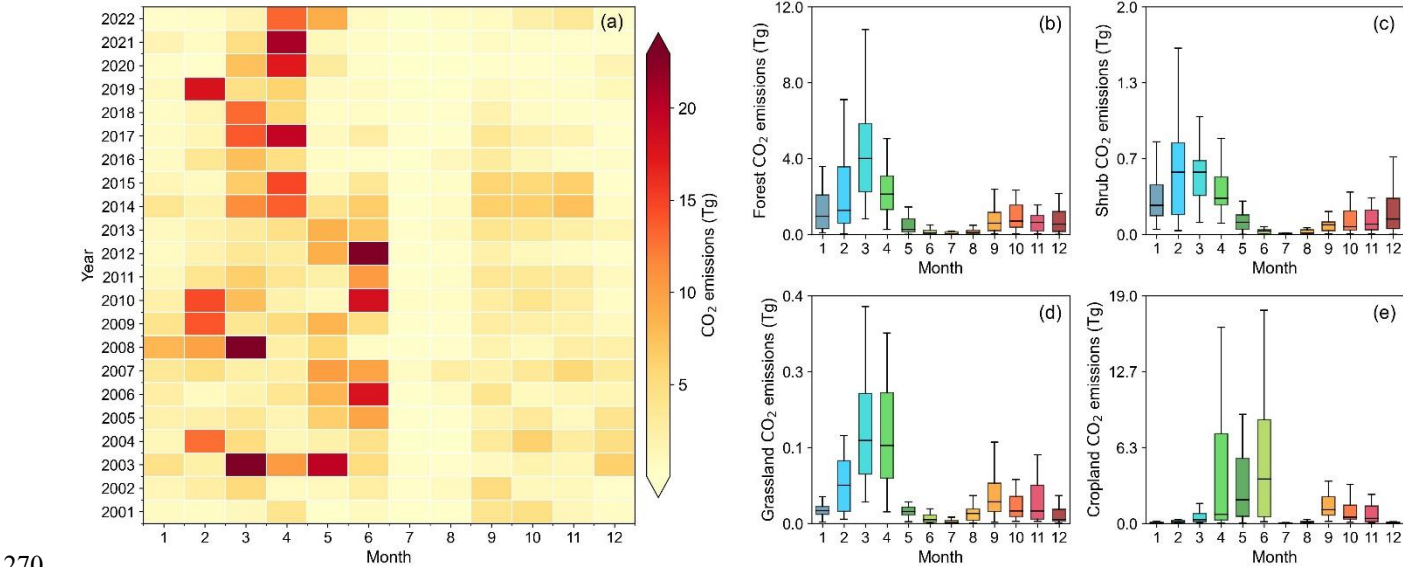 (a)
2022
2021
2020
2019
2018
2017
2016
2015
2014
2013
2012
2011
2010
2009
2008
2007
2006
2005
2004
2003
2002
2001
Year
1 2 3 4 5 6 7 8 9 10 11 12
Month
20
15
10
5
CO2 emissions (Tg)
(b)
12.0
8.0
4.0
0.0
Forest CO2 emissions (Tg)
1 2 3 4 5 6 7 8 9 10 11 12
Month
(c)
2.0
1.3
0.7
0.0
Shrub CO2 emissions (Tg)
1 2 3 4 5 6 7 8 9 10 11 12
Month
(d)
0.4
0.3
0.1
0.0
Grassland CO2 emissions (Tg)
1 2 3 4 5 6 7 8 9 10 11 12
Month
(e)
19.0
12.7
6.3
0.0
Cropland CO2 emissions (Tg)
1 2 3 4 5 6 7 8 9 10 11 12
Month
270